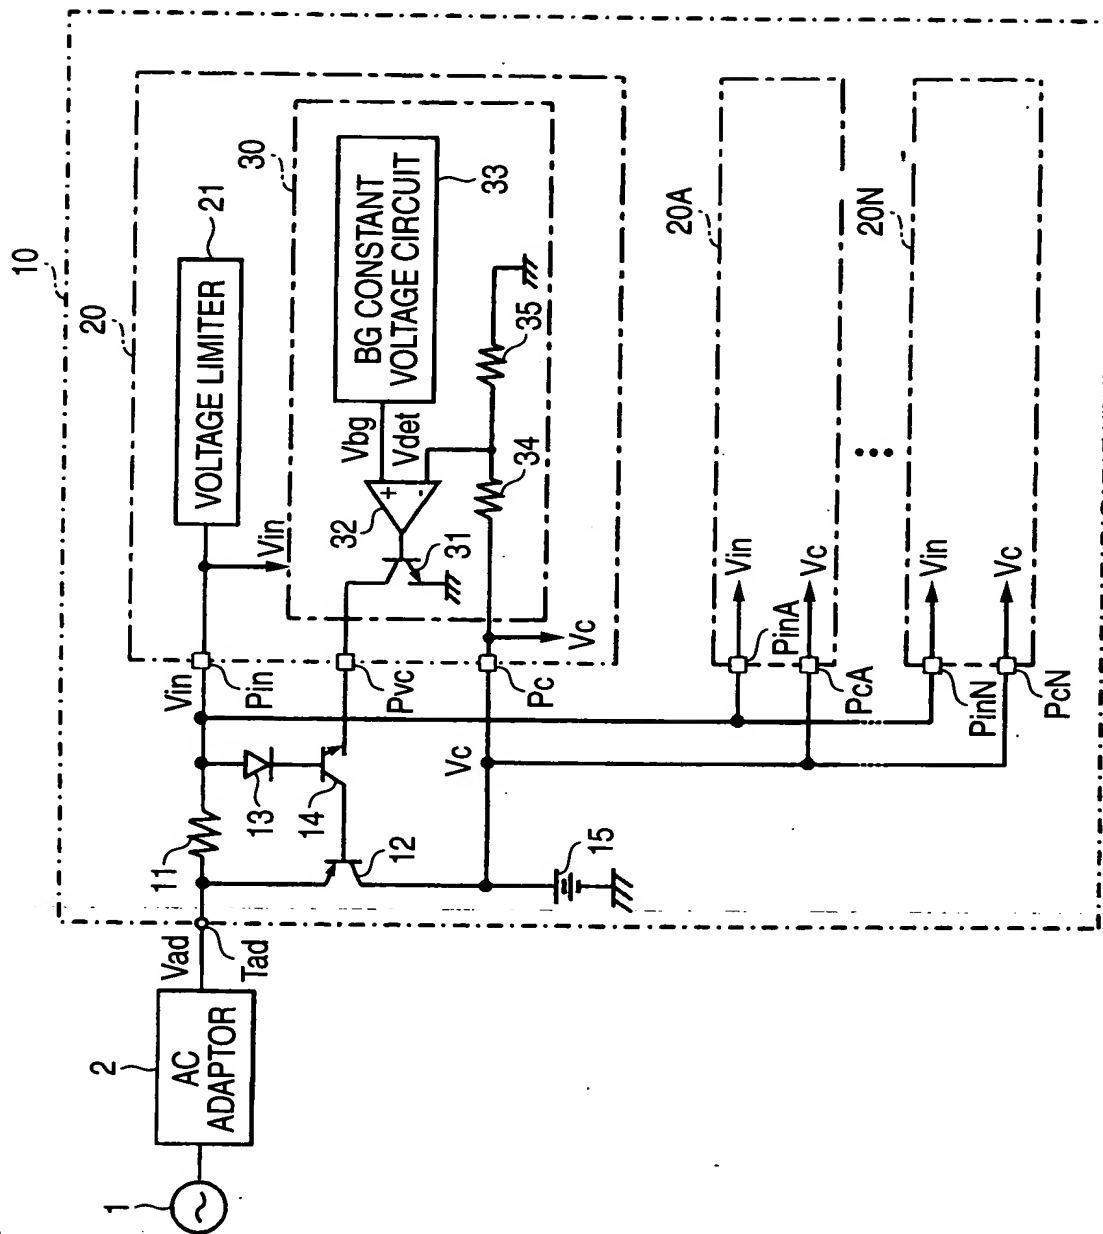 10
20
VOLTAGE LIMITER
21
30
BG CONSTANT
VOLTAGE CIRCUIT
33
Vbg
Vdet
+
-
32
31
34
35
Vin
Vc
Vin
Pin
Pvc
Pc
Vc
11
13
14
12
15
Vad
Tad
2
AC
ADAPTOR
1
~
20A
Vin
Vc
PinA
PcA
20N
Vin
Vc
PinN
PcN